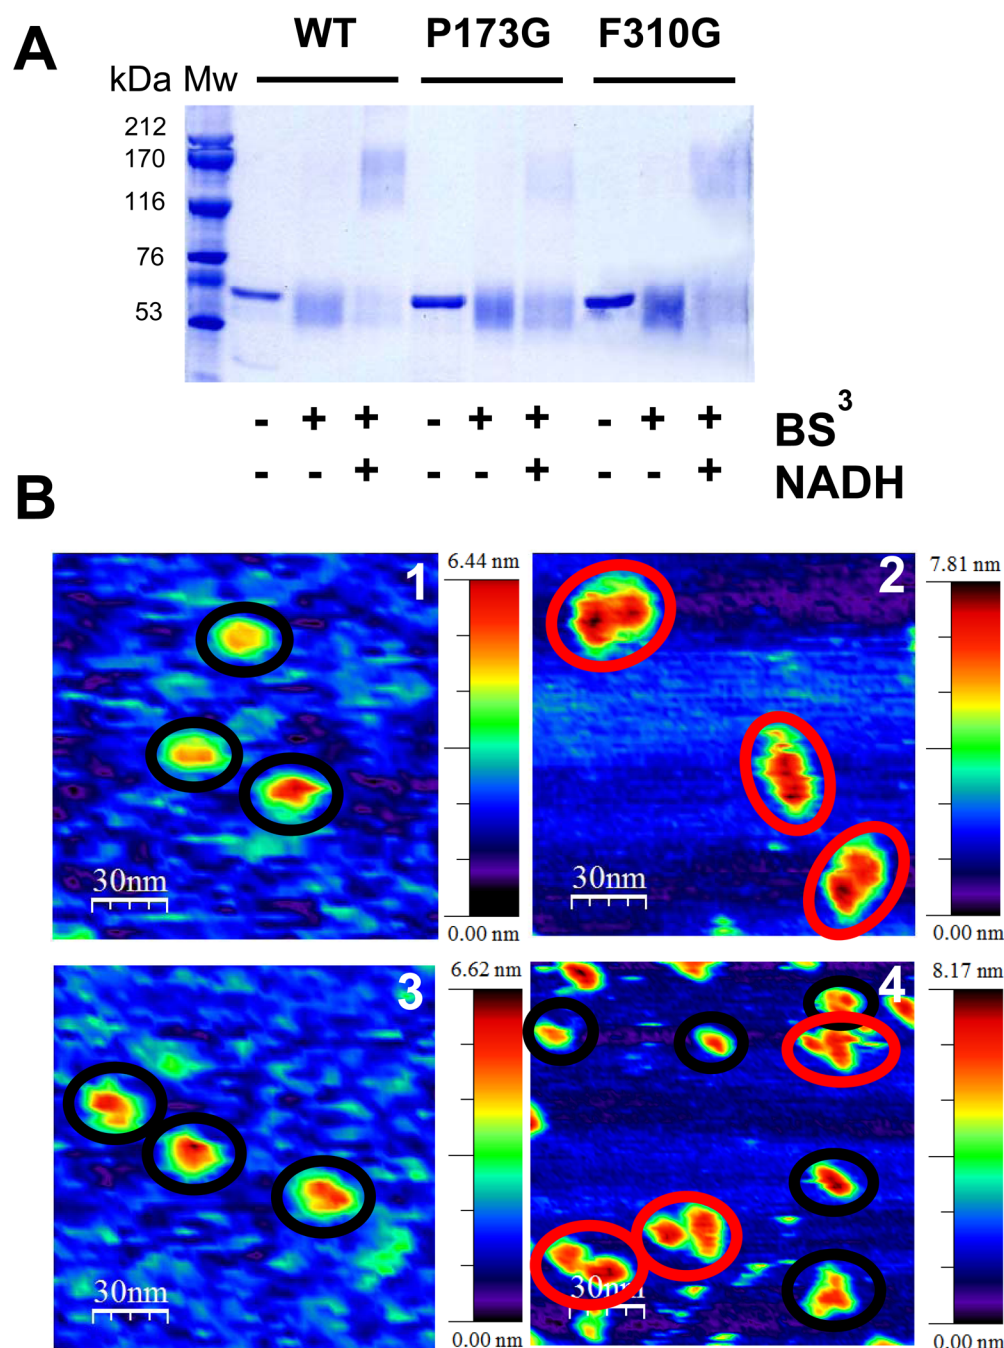 A
WT P173G F310G
kDa Mw
212
170
116
76
53
- + + - + + - + + BS3
- - + - - + - - + NADH
B
1 6.44 nm
30nm
0.00 nm
2 7.81 nm
30nm
0.00 nm
3 6.62 nm
30nm
0.00 nm
4 8.17 nm
30nm
0.00 nm